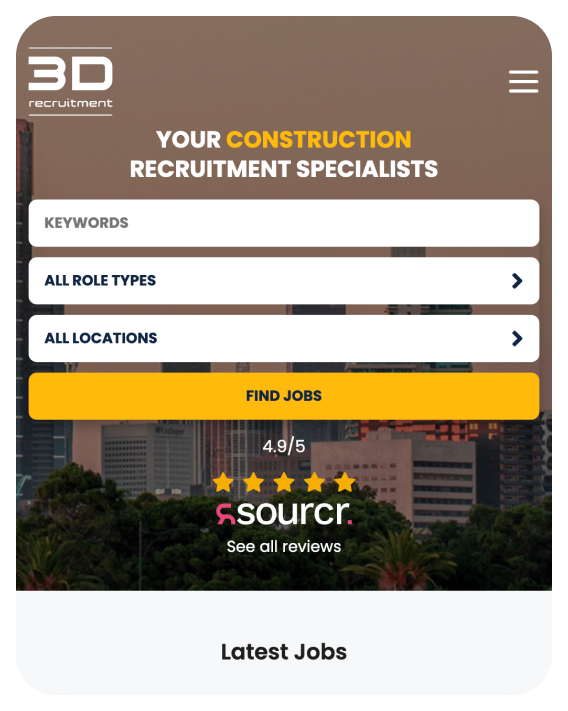 3D
recruitment
YOUR CONSTRUCTION
RECRUITMENT SPECIALISTS
KEYWORDS
ALL ROLE TYPES
ALL LOCATIONS
FIND JOBS
4.9/5
sourcr.
See all reviews
Latest Jobs